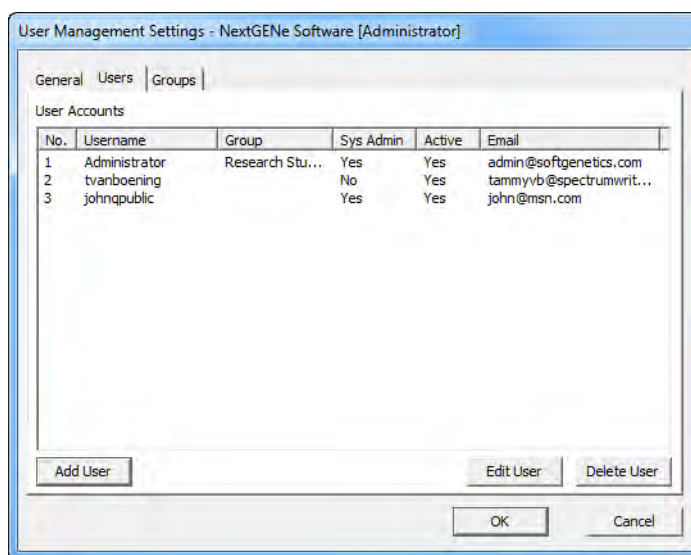 User Management Settings - NextGENe Software [Administrator]
General Users Groups
User Accounts
No. Username Group Sys Admin Active Email
1 Administrator Research Stu... Yes Yes admin@softgenetics.com
2 tvanboening No Yes tammyvb@spectrumwrit...
3 johnqpublic Yes Yes john@msn.com
Add User Edit User Delete User
OK Cancel